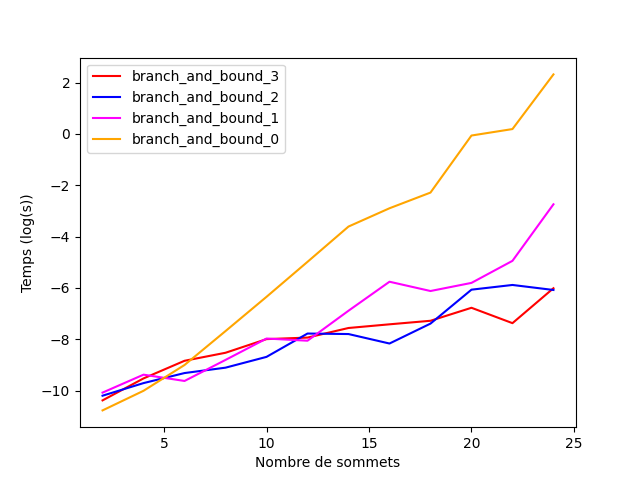 branch_and_bound_3
branch_and_bound_2
branch_and_bound_1
branch_and_bound_0
2
0
−2
−4
−6
−8
−10
Temps (log(s))
5 10 15 20 25
Nombre de sommets